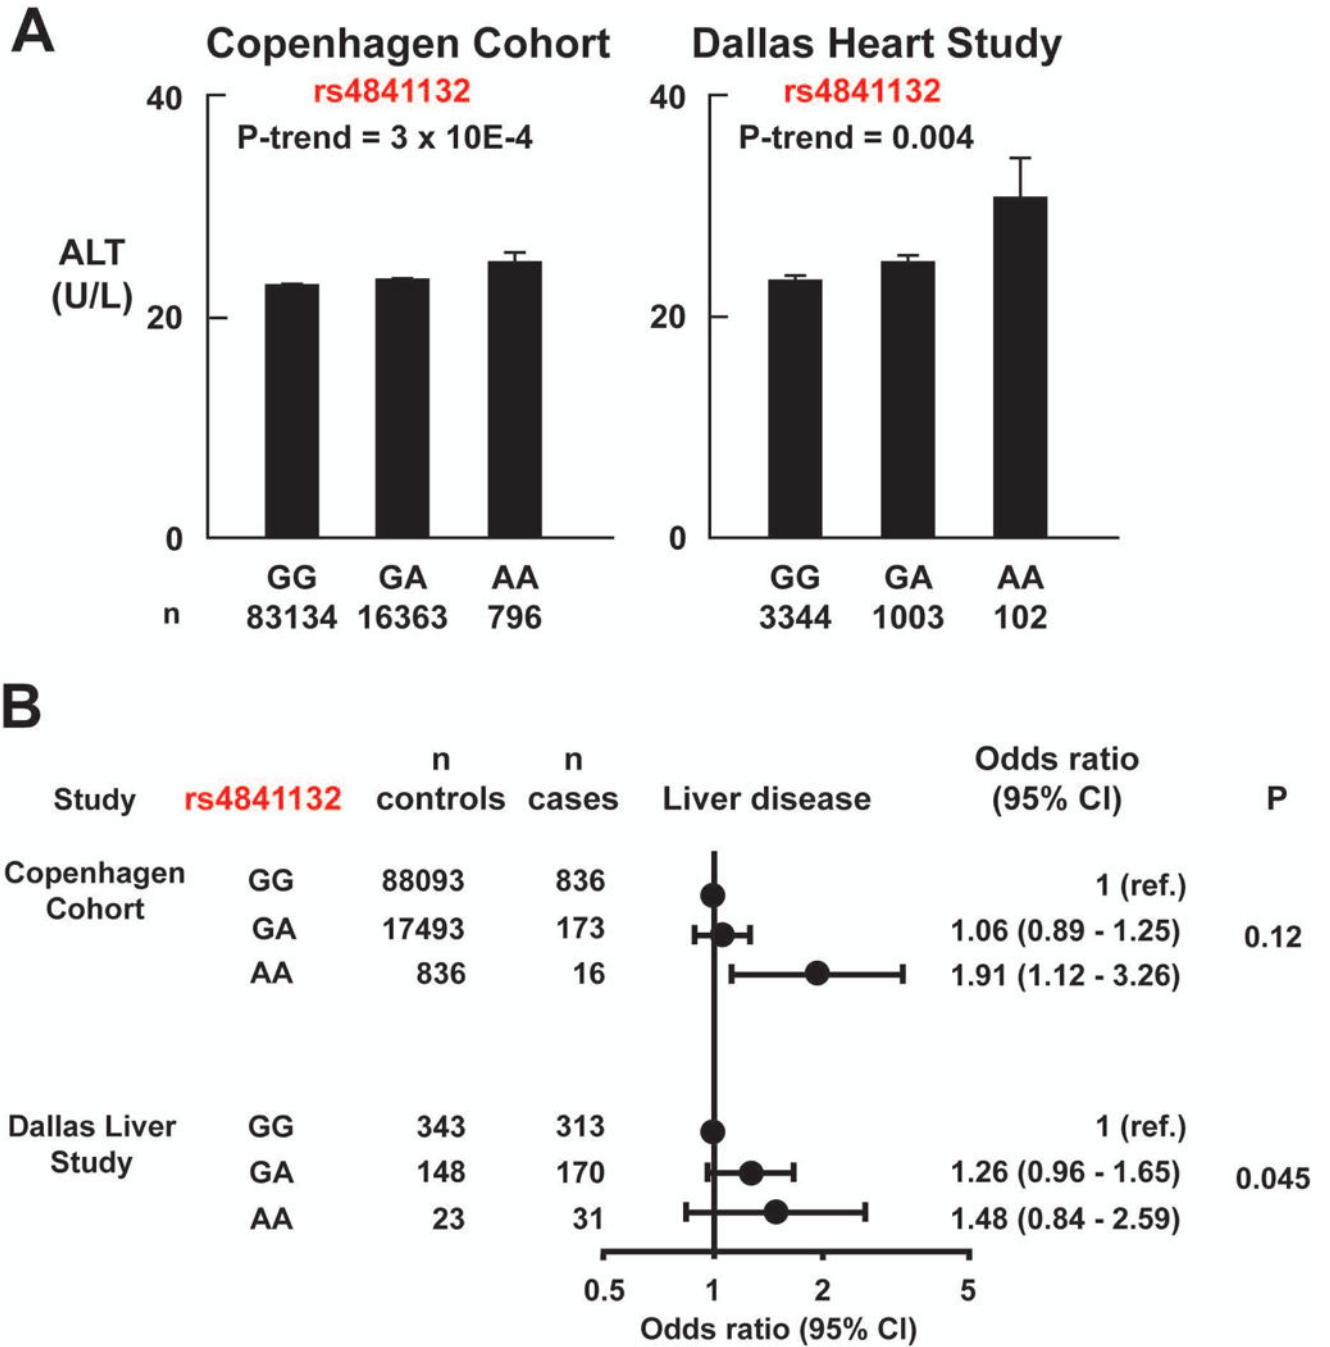 A
Copenhagen Cohort
rs4841132
P-trend = 3 x 10E-4
ALT
(U/L)
40
20
0
GG GA AA
n 83134 16363 796
Dallas Heart Study
rs4841132
P-trend = 0.004
40
20
0
GG GA AA
3344 1003 102
B
Study rs4841132 n controls n cases Liver disease Odds ratio (95% CI) P
Copenhagen Cohort
GG 88093 836 1 (ref.)
GA 17493 173 1.06 (0.89 - 1.25) 0.12
AA 836 16 1.91 (1.12 - 3.26)
Dallas Liver Study
GG 343 313 1 (ref.)
GA 148 170 1.26 (0.96 - 1.65) 0.045
AA 23 31 1.48 (0.84 - 2.59)
0.5 1 2 5
Odds ratio (95% CI)